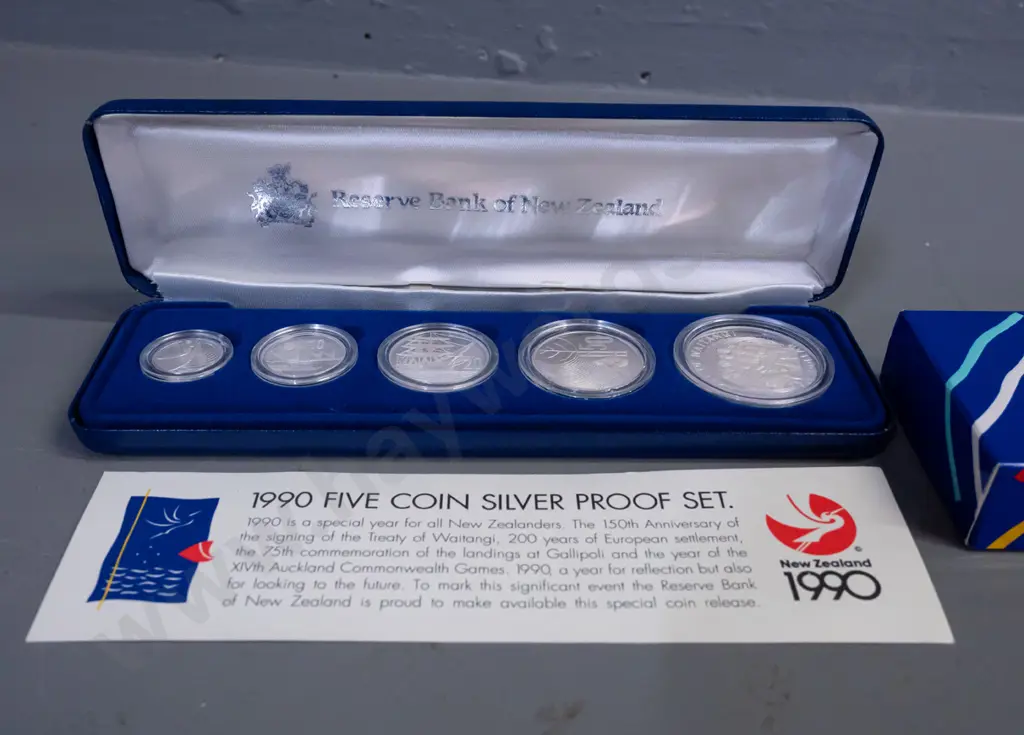 Reserve Bank of New Zealand
20
WAITANGI
1990 FIVE COIN SILVER PROOF SET.
1990 is a special year for all New Zealanders. The 150th Anniversary of
the signing of the Treaty of Waitangi, 200 years of European settlement,
the 75th commemoration of the landings at Gallipoli and the year of the
XIVth Auckland Commonwealth Games. 1990, a year for reflection but also
for looking to the future. To mark this significant event the Reserve Bank
of New Zealand is proud to make available this special coin release.
®
New Zealand
1990